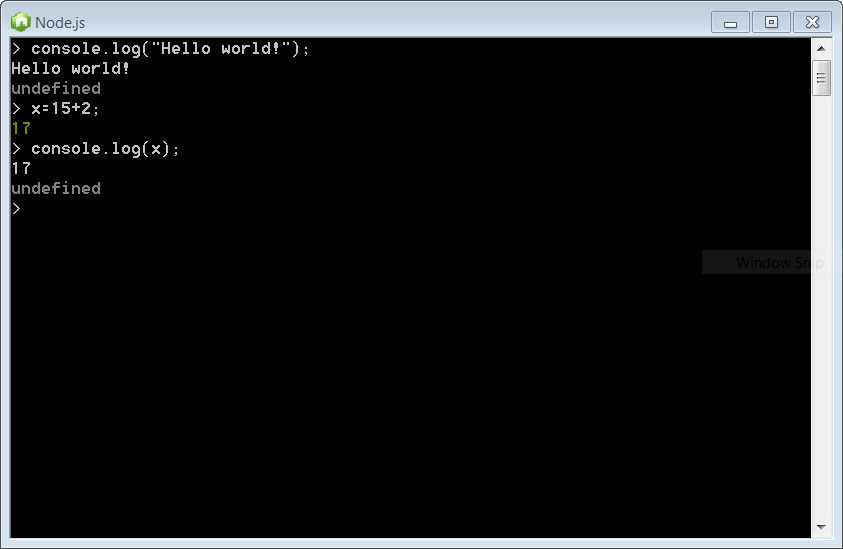 Node.js
> console.log("Hello world!");
Hello world!
undefined
> x=15+2;
17
> console.log(x);
17
undefined
>
Window Snip